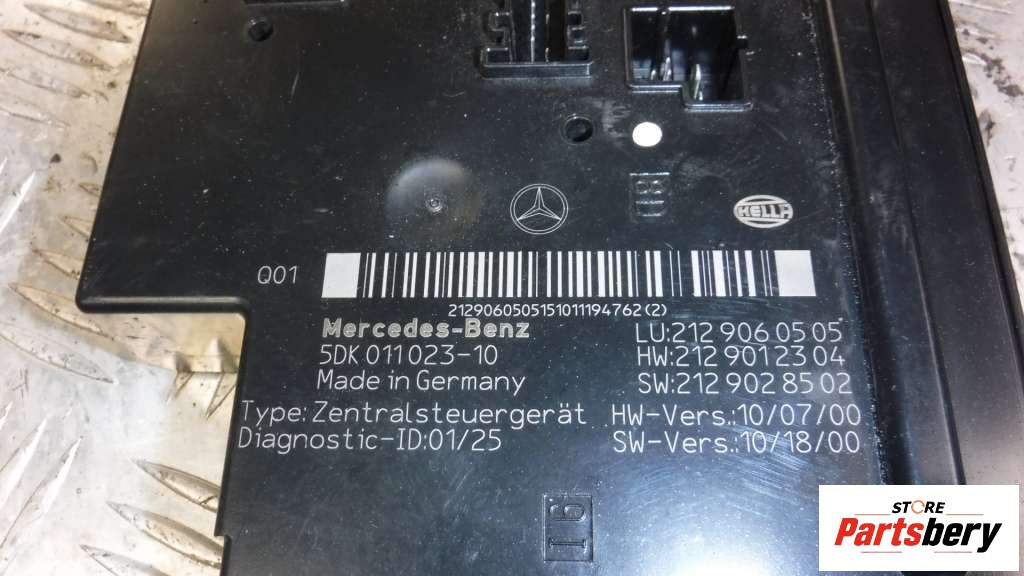 HELLA
Q01
21290605051510111947​62(2)
Mercedes-Benz
LU:212 906 05 05
5DK 011 023-10
HW:212 901 23 04
Made in Germany
SW:212 902 85 02
Type: Zentralsteuergerät
HW-Vers.:10/07/00
Diagnostic-ID:01/25
SW-Vers.:10/18/00
STORE
Partsbery